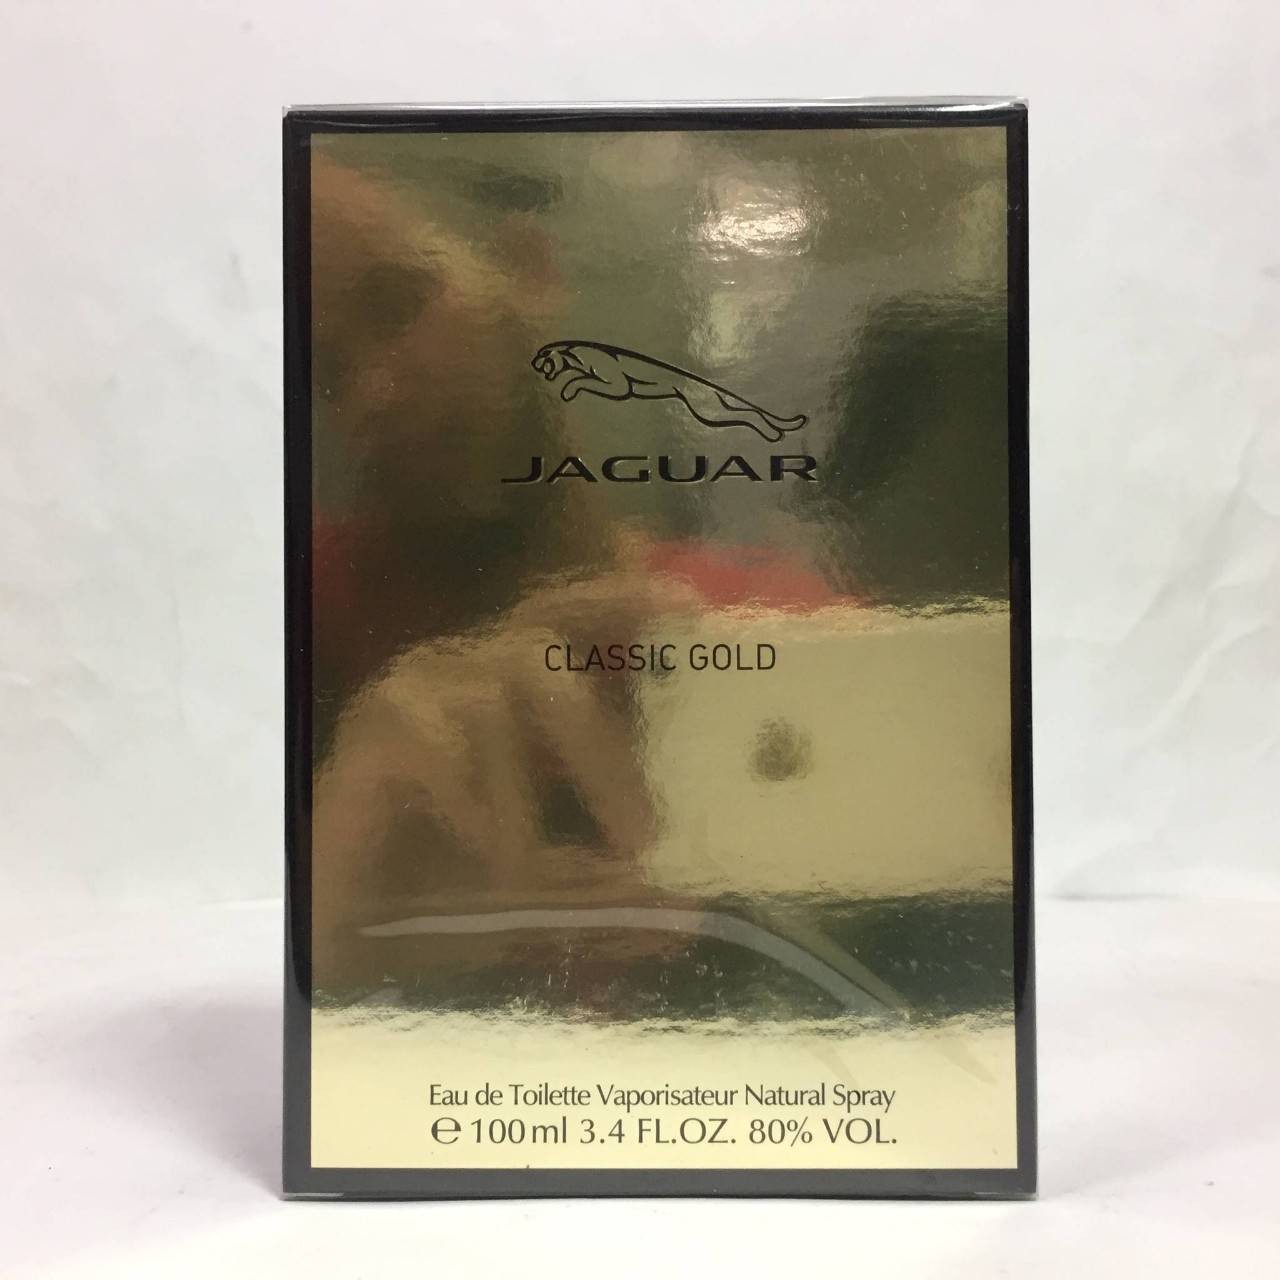 JAGUAR
CLASSIC GOLD
Eau de Toilette Vaporisateur Natural Spray
℮ 100 ml 3.4 FL.OZ. 80% VOL.